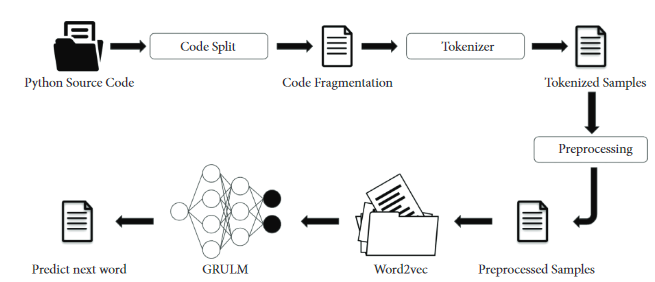 Code Split
Tokenizer
Python Source Code
Code Fragmentation
Tokenized Samples
Preprocessing
Predict next word
GRULM
Word2vec
Preprocessed Samples